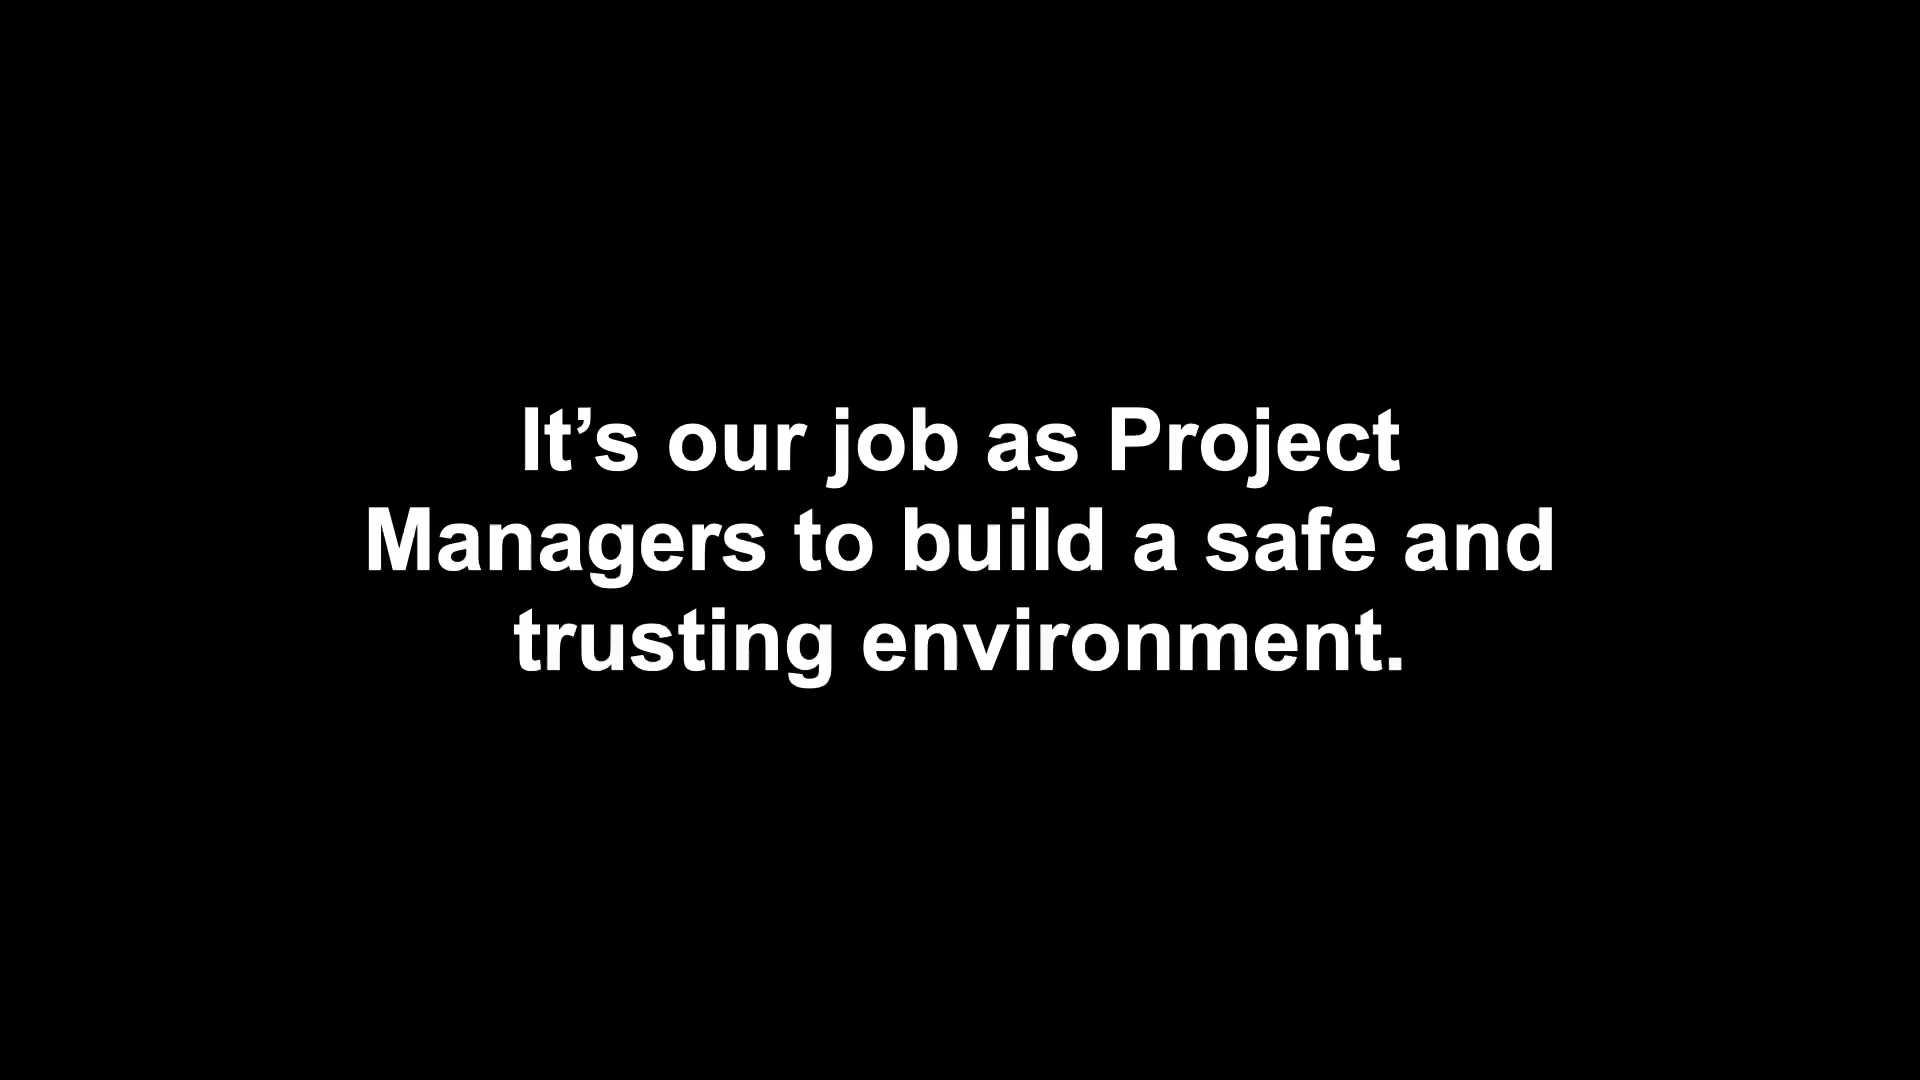 It’s our job as Project
Managers to build a safe and
trusting environment.